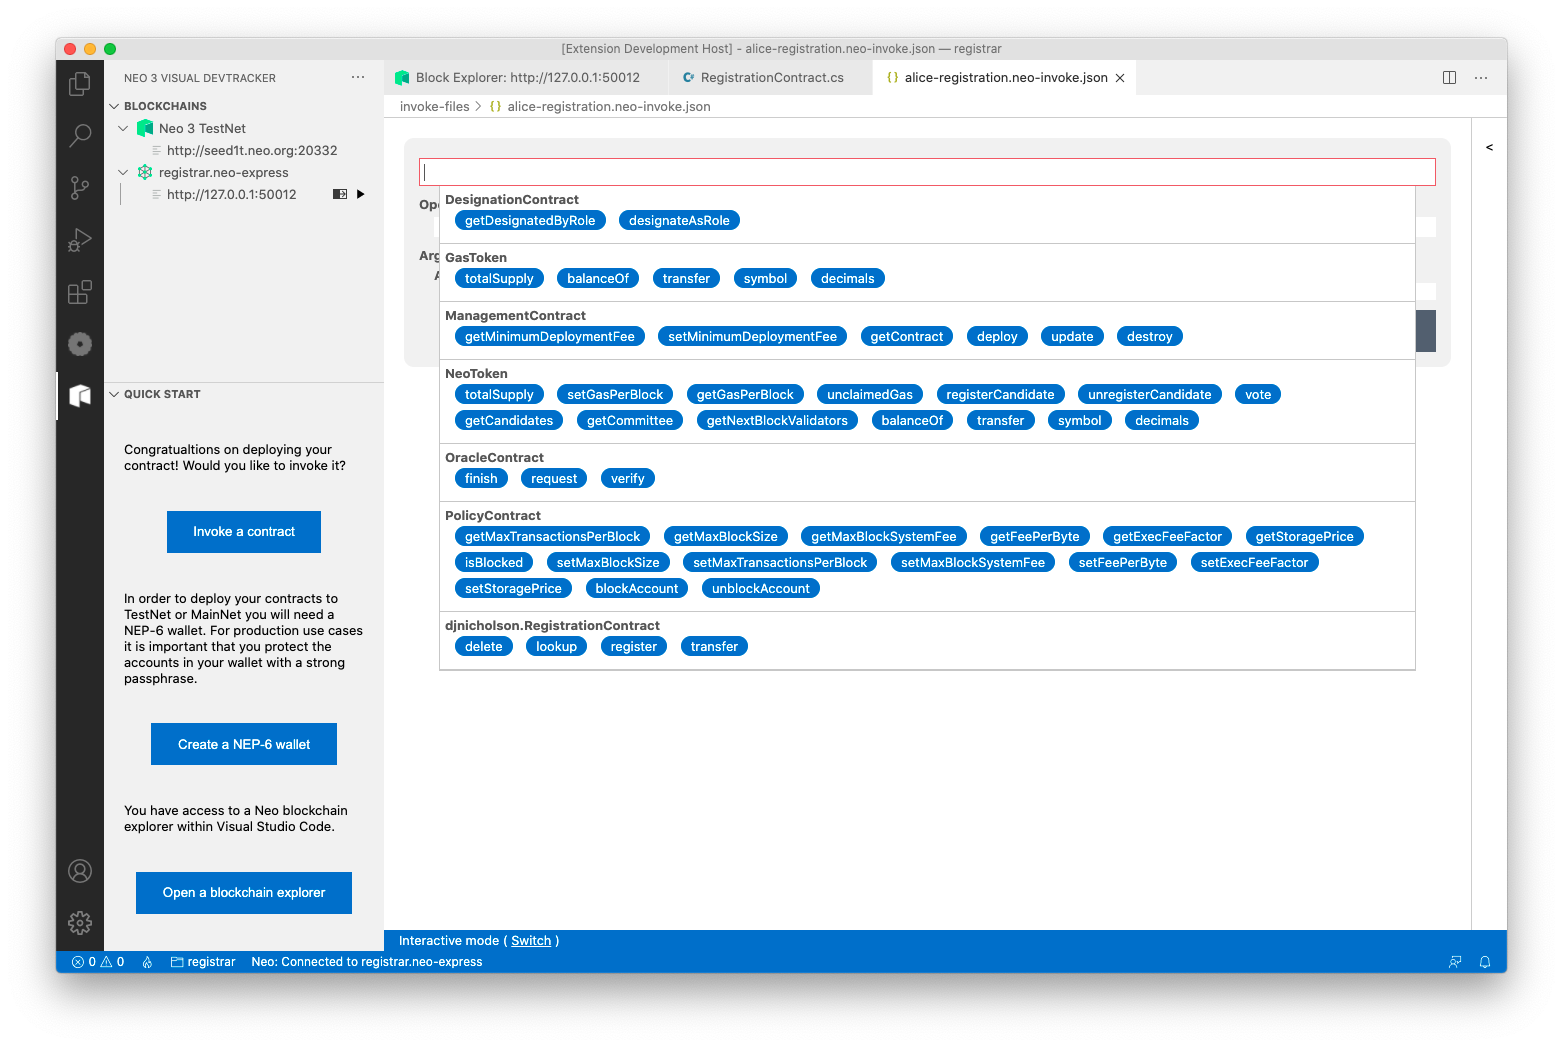 [Extension Development Host] - alice-registration.neo-invoke.json — registrar
NEO 3 VISUAL DEVTRACKER
BLOCKCHAINS
Neo 3 TestNet
http://seed1t.neo.org:20332
registrar.neo-express
http://127.0.0.1:50012
QUICK START
Congratualtions on deploying your
contract! Would you like to invoke it?
Invoke a contract
In order to deploy your contracts to
TestNet or MainNet you will need a
NEP-6 wallet. For production use cases
it is important that you protect the
accounts in your wallet with a strong
passphrase.
Create a NEP-6 wallet
You have access to a Neo blockchain
explorer within Visual Studio Code.
Open a blockchain explorer
Block Explorer: http://127.0.0.1:50012 RegistrationContract.cs alice-registration.neo-invoke.json
invoke-files > alice-registration.neo-invoke.json
<
DesignationContract
getDesignatedByRole designateAsRole
GasToken
totalSupply balanceOf transfer symbol decimals
ManagementContract
getMinimumDeploymentFee setMinimumDeploymentFee getContract deploy update destroy
NeoToken
totalSupply setGasPerBlock getGasPerBlock unclaimedGas registerCandidate unregisterCandidate vote
getCandidates getCommittee getNextBlockValidators balanceOf transfer symbol decimals
OracleContract
finish request verify
PolicyContract
getMaxTransactionsPerBlock getMaxBlockSize getMaxBlockSystemFee getFeePerByte getExecFeeFactor getStoragePrice
isBlocked setMaxBlockSize setMaxTransactionsPerBlock setMaxBlockSystemFee setFeePerByte setExecFeeFactor
setStoragePrice blockAccount unblockAccount
djnicholson.RegistrationContract
delete lookup register transfer
Interactive mode ( Switch )
0 0 registrar Neo: Connected to registrar.neo-express